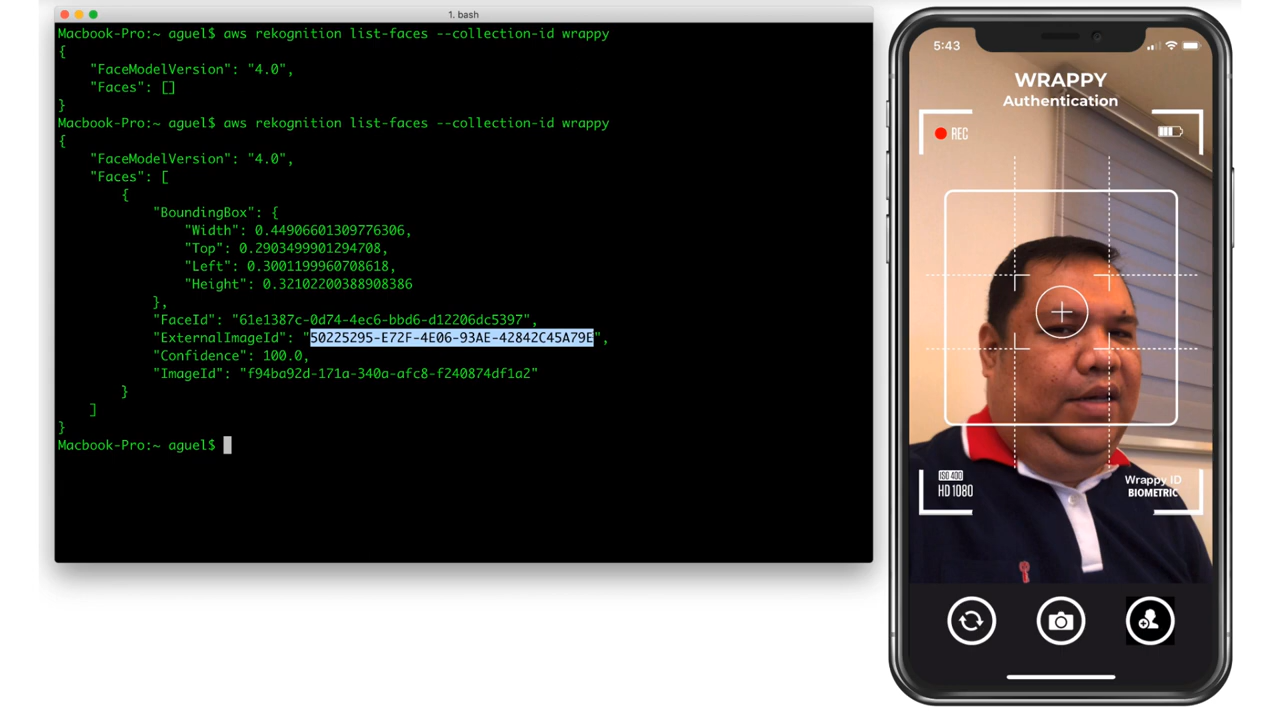 1. bash
Macbook-Pro:~ aguel$ aws rekognition list-faces --collection-id wrappy
{
"FaceModelVersion": "4.0",
"Faces": []
}
Macbook-Pro:~ aguel$ aws rekognition list-faces --collection-id wrappy
{
"FaceModelVersion": "4.0",
"Faces": [
{
"BoundingBox": {
"Width": 0.44906601309776306,
"Top": 0.2903499901294708,
"Left": 0.3001199960708618,
"Height": 0.32102200388908386
},
"FaceId": "61e1387c-0d74-4ec6-bbd6-d12206dc5397",
"ExternalImageId": "50225295-E72F-4E06-93AE-42842C45A79E",
"Confidence": 100.0,
"ImageId": "f94ba92d-171a-340a-afc8-f240874df1a2"
}
]
}
Macbook-Pro:~ aguel$
5:43
WRAPPY
Authentication
REC
ISO 400
HD 1080
Wrappy ID
BIOMETRIC